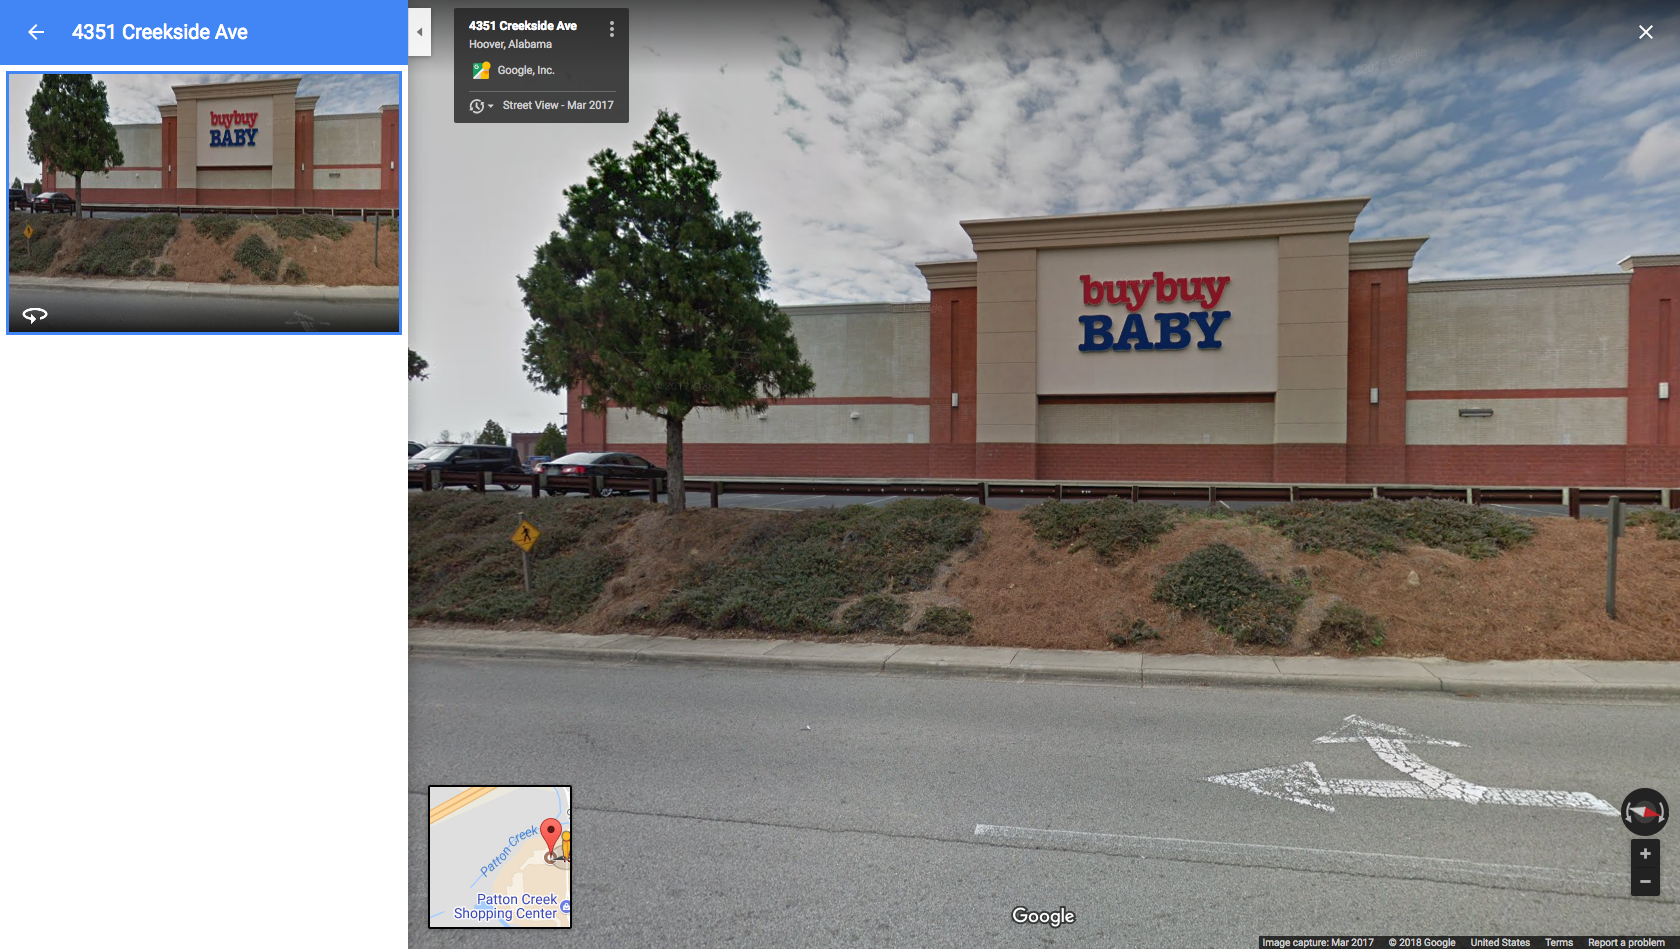 4351 Creekside Ave
buybuy
BABY
4351 Creekside Ave
Hoover, Alabama
Google, Inc.
Street View - Mar 2017
buybuy
BABY
Patton Creek
Patton Creek
Shopping Center
Google
Image capture: Mar 2017 © 2018 Google United States Terms Report a problem